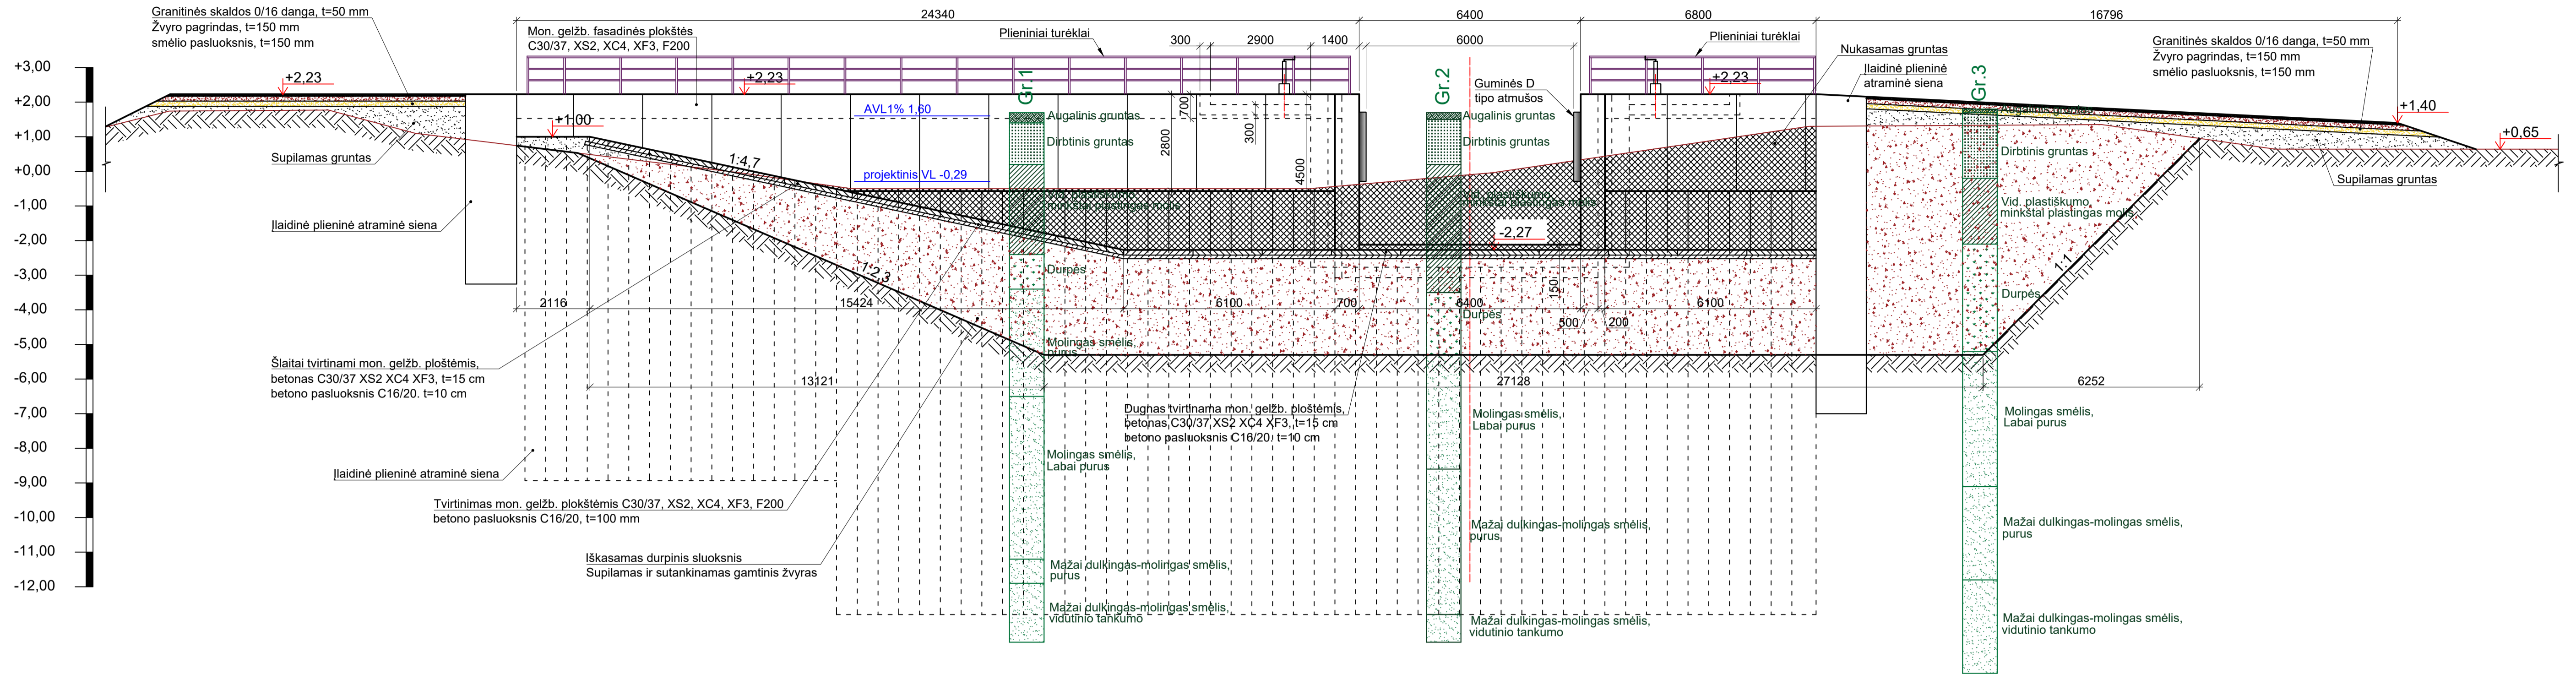 Granitinės skaldos 0/16 danga, t=50 mm
Žvyro pagrindas, t=150 mm
smėlio pasluoksnis, t=150 mm
24340
6400
6800
16796
Mon. gelžb. fasadinės plokštės
C30/37, XS2, XC4, XF3, F200
Plieniniai turėklai
300
2900
1400
6000
Plieniniai turėklai
Nukasamas gruntas
Įlaidinė plieninė
atraminė siena
Granitinės skaldos 0/16 danga, t=50 mm
Žvyro pagrindas, t=150 mm
smėlio pasluoksnis, t=150 mm
+3,00
+2,00
+1,00
+0,00
-1,00
-2,00
-3,00
-4,00
-5,00
-6,00
-7,00
-8,00
-9,00
-10,00
-11,00
-12,00
+2,23
+2,23
+2,23
+1,40
+0,65
+1,00
Gr.1
Gr.2
Gr.3
Guminės D
tipo atmušos
AVL1% 1,60
projektinis VL -0,29
700
2800
300
4500
Supilamas gruntas
Supilamas gruntas
Įlaidinė plieninė atraminė siena
1:4,7
1:2,3
1:1
-2,27
Augalinis gruntas
Dirbtinis gruntas
minkštai plastingas
Durpės
Molingas smėlis,
purus
Molingas smėlis,
Labai purus
Mažai dulkingas-molingas smėlis,
purus
Mažai dulkingas-molingas smėlis,
vidutinio tankumo
Augalinis gruntas
Dirbtinis gruntas
Vid. plastiškumo,
minkštai plastingas molis
Durpės
Molingas smėlis,
Labai purus
Mažai dulkingas-molingas smėlis,
purus
Mažai dulkingas-molingas smėlis,
vidutinio tankumo
Augalinis gruntas
Dirbtinis gruntas
Vid. plastiškumo,
minkštai plastingas molis
Durpės
Molingas smėlis,
Labai purus
Mažai dulkingas-molingas smėlis,
purus
Mažai dulkingas-molingas smėlis,
vidutinio tankumo
2116
15424
6100
700
6400
6100
150
500
200
13121
27128
6252
Šlaitai tvirtinami mon. gelžb. ploštėmis,
betonas C30/37 XS2 XC4 XF3, t=15 cm
betono pasluoksnis C16/20. t=10 cm
Dugnas tvirtinama mon. gelžb. ploštėmis,
betonas C30/37 XS2 XC4 XF3, t=15 cm
betono pasluoksnis C16/20. t=10 cm
Įlaidinė plieninė atraminė siena
Tvirtinimas mon. gelžb. plokštėmis C30/37, XS2, XC4, XF3, F200
betono pasluoksnis C16/20, t=100 mm
Iškasamas durpinis sluoksnis
Supilamas ir sutankinamas gamtinis žvyras